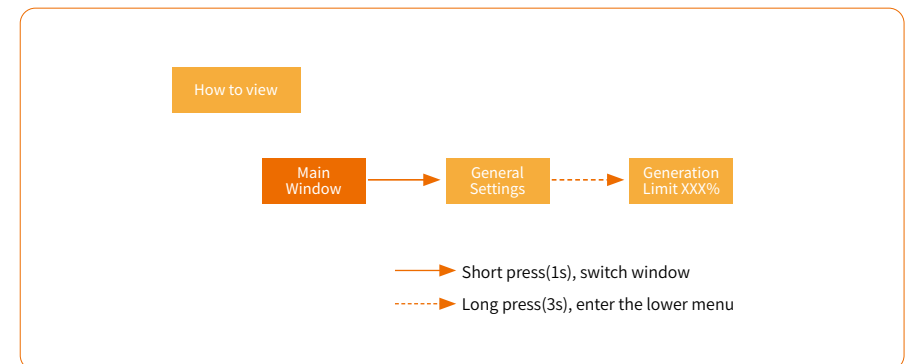 How to view
Main
Window
General
Settings
Generation
Limit XXX%
Short press(1s), switch window
Long press(3s), enter the lower menu